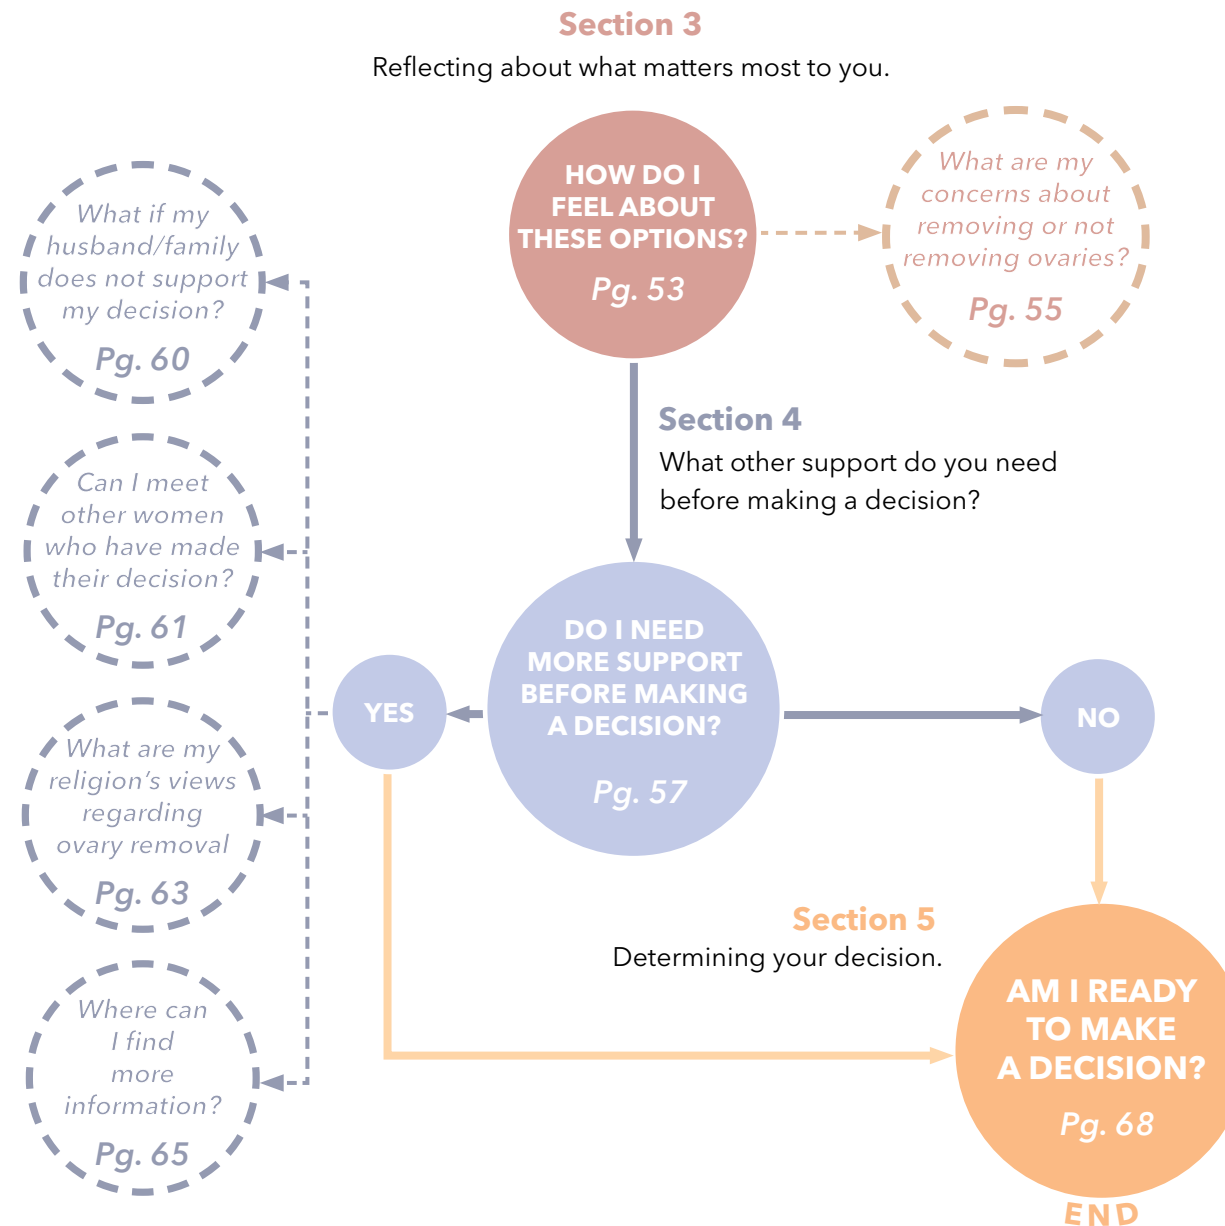 Section 3
Reflecting about what matters most to you.
HOW DO I
FEEL ABOUT
THESE OPTIONS?
Pg. 53
What are my
concerns about
removing or not
removing ovaries?
Pg. 55
What if my
husband/family
does not support
my decision?
Pg. 60
Section 4
What other support do you need
before making a decision?
Can I meet
other women
who have made
their decision?
Pg. 61
DO I NEED
MORE SUPPORT
BEFORE MAKING
A DECISION?
Pg. 57
YES
NO
What are my
religion's views
regarding
ovary removal
Pg. 63
Section 5
Determining your decision.
Where can
I find
more
information?
Pg. 65
AM I READY
TO MAKE
A DECISION?
Pg. 68
END